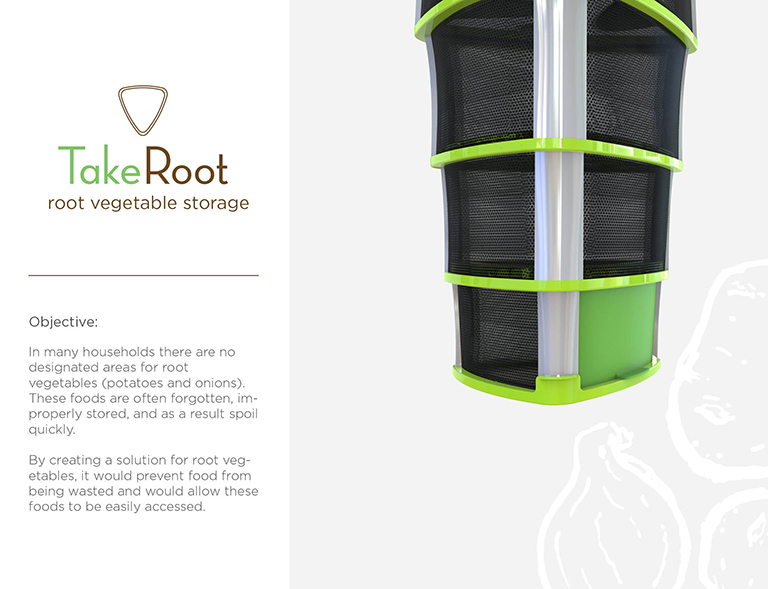 TakeRoot
root vegetable storage
Objective:
In many households there are no
designated areas for root
vegetables (potatoes and onions).
These foods are often forgotten, im-
properly stored, and as a result spoil
quickly.
By creating a solution for root veg-
etables, it would prevent food from
being wasted and would allow these
foods to be easily accessed.